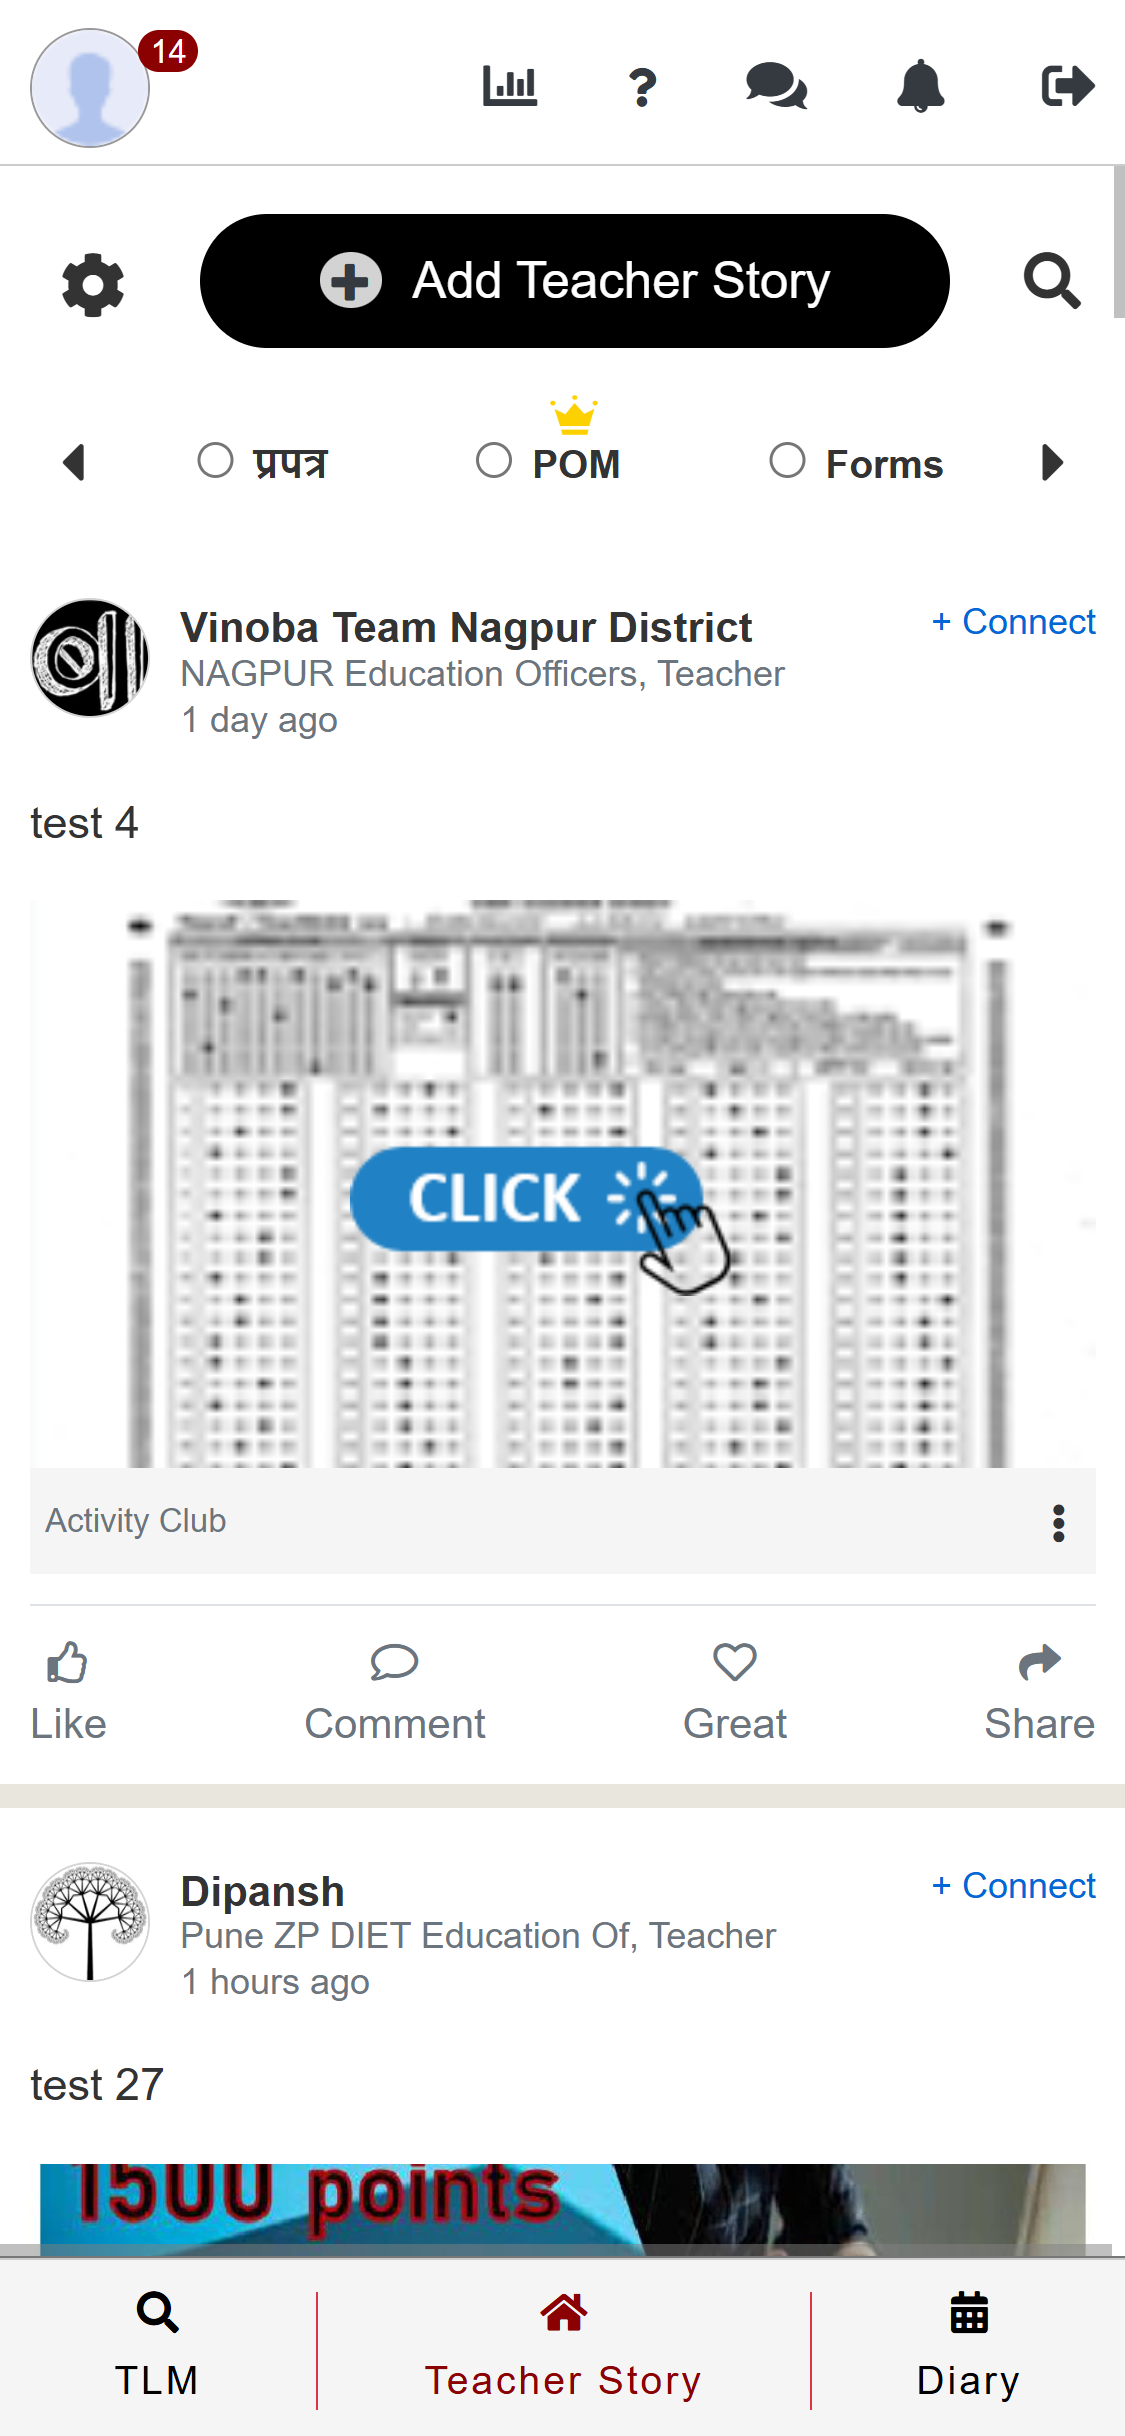 14
Add Teacher Story
प्रपत्र
POM
Forms
Vinoba Team Nagpur District
+ Connect
NAGPUR Education Officers, Teacher
1 day ago
test 4
CLICK
Activity Club
Like
Comment
Great
Share
Dipansh
+ Connect
Pune ZP DIET Education Of, Teacher
1 hours ago
test 27
1500 points
TLM
Teacher Story
Diary